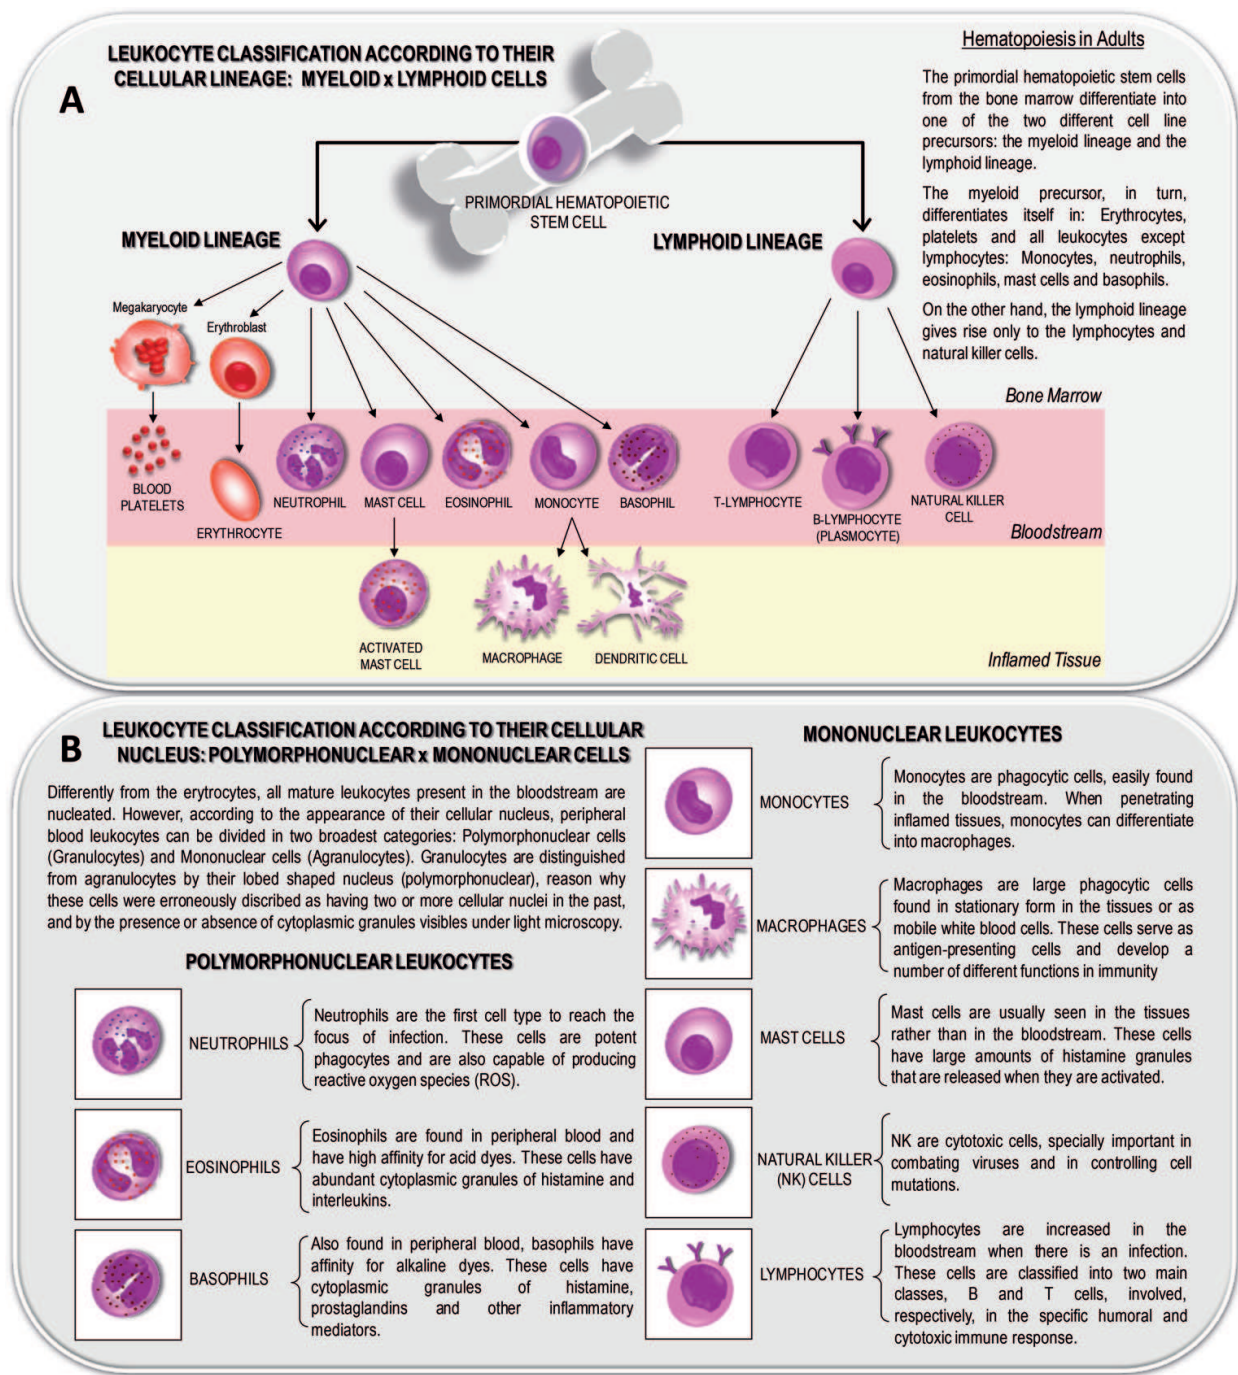 A
LEUKOCYTE CLASSIFICATION ACCORDING TO THEIR
CELLULAR LINEAGE: MYELOID x LYMPHOID CELLS
Hematopoiesis in Adults
The primordial hematopoietic stem cells
from the bone marrow differentiate into
one of the two different cell line
precursors: the myeloid lineage and the
lymphoid lineage.
The myeloid precursor, in turn,
differentiates itself in: Erythrocytes,
platelets and all leukocytes except
lymphocytes: Monocytes, neutrophils,
eosinophils, mast cells and basophils.
On the other hand, the lymphoid lineage
gives rise only to the lymphocytes and
natural killer cells.
PRIMORDIAL HEMATOPOIETIC
STEM CELL
MYELOID LINEAGE
LYMPHOID LINEAGE
Megakaryocyte
Erythroblast
Bone Marrow
BLOOD
PLATELETS
ERYTHROCYTE
NEUTROPHIL
MAST CELL
EOSINOPHIL
MONOCYTE
BASOPHIL
T-LYMPHOCYTE
B-LYMPHOCYTE
(PLASMOCYTE)
NATURAL KILLER
CELL
Bloodstream
ACTIVATED
MAST CELL
MACROPHAGE
DENDRITIC CELL
Inflamed Tissue
B
LEUKOCYTE CLASSIFICATION ACCORDING TO THEIR CELLULAR
NUCLEUS: POLYMORPHONUCLEAR x MONONUCLEAR CELLS
Differently from the erytrocytes, all mature leukocytes present in the bloodstream are
nucleated. However, according to the appearance of their cellular nucleus, peripheral
blood leukocytes can be divided in two broadest categories: Polymorphonuclear cells
(Granulocytes) and Mononuclear cells (Agranulocytes). Granulocytes are distinguished
from agranulocytes by their lobed shaped nucleus (polymorphonuclear), reason why
these cells were erroneously discribed as having two or more cellular nuclei in the past,
and by the presence or absence of cytoplasmic granules visibles under light microscopy.
POLYMORPHONUCLEAR LEUKOCYTES
NEUTROPHILS
Neutrophils are the first cell type to reach the
focus of infection. These cells are potent
phagocytes and are also capable of producing
reactive oxygen species (ROS).
EOSINOPHILS
Eosinophils are found in peripheral blood and
have high affinity for acid dyes. These cells have
abundant cytoplasmic granules of histamine and
interleukins.
BASOPHILS
Also found in peripheral blood, basophils have
affinity for alkaline dyes. These cells have
cytoplasmic granules of histamine,
prostaglandins and other inflammatory
mediators.
MONONUCLEAR LEUKOCYTES
MONOCYTES
Monocytes are phagocytic cells, easily found
in the bloodstream. When penetrating
inflamed tissues, monocytes can differentiate
into macrophages.
MACROPHAGES
Macrophages are large phagocytic cells
found in stationary form in the tissues or as
mobile white blood cells. These cells serve as
antigen-presenting cells and develop a
number of different functions in immunity
MAST CELLS
Mast cells are usually seen in the tissues
rather than in the bloodstream. These cells
have large amounts of histamine granules
that are released when they are activated.
NATURAL KILLER
(NK) CELLS
NK are cytotoxic cells, specially important in
combating viruses and in controlling cell
mutations.
LYMPHOCYTES
Lymphocytes are increased in the
bloodstream when there is an infection.
These cells are classified into two main
classes, B and T cells, involved,
respectively, in the specific humoral and
cytotoxic immune response.